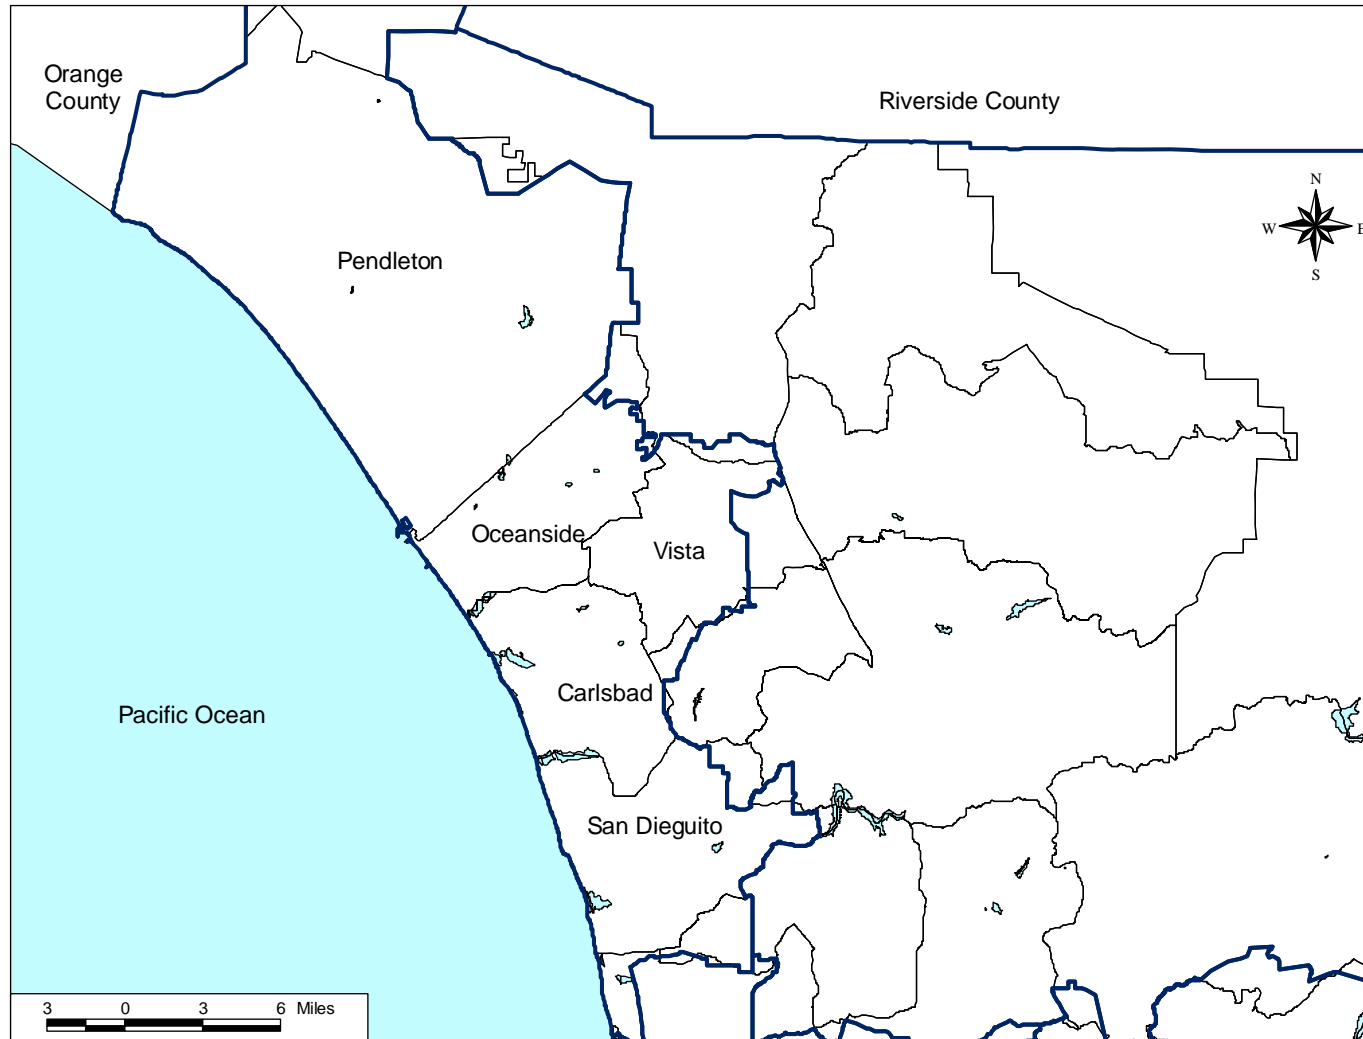 Orange
County
Riverside County
N
W
E
S
Pendleton
Oceanside
Vista
Carlsbad
Pacific Ocean
San Dieguito
3 0 3 6 Miles